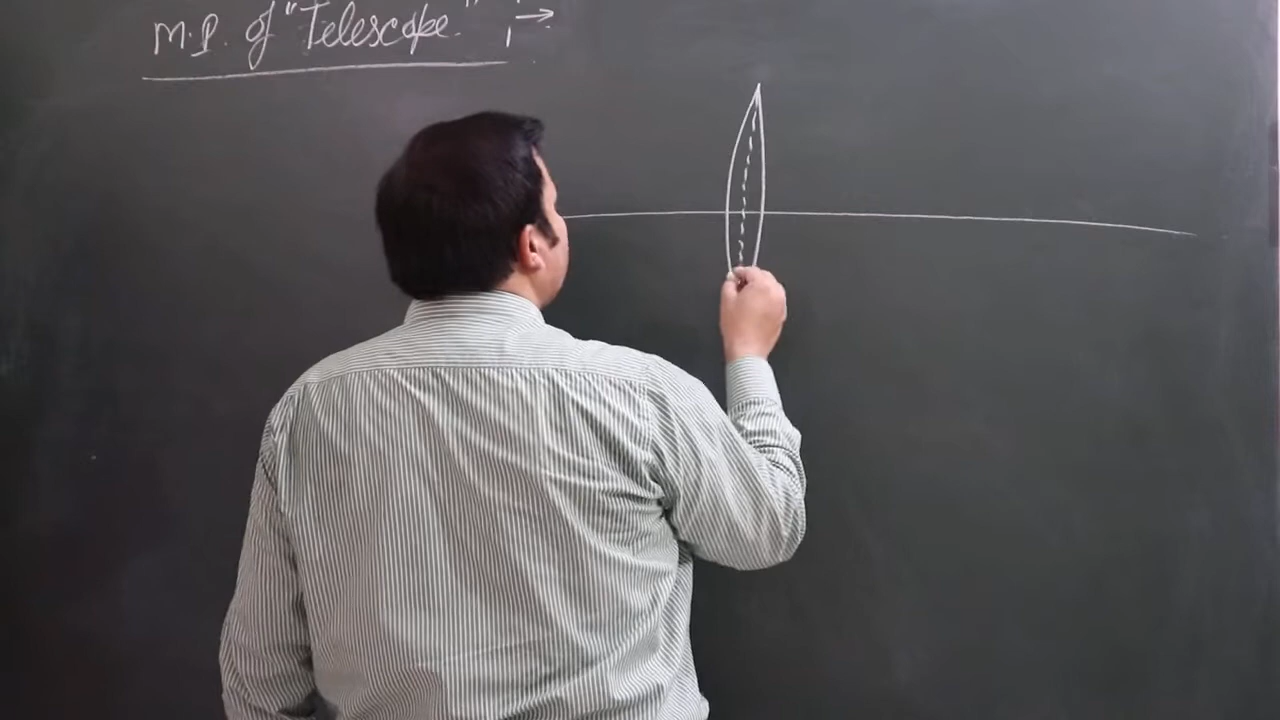 M.P. of "Telescope" :→